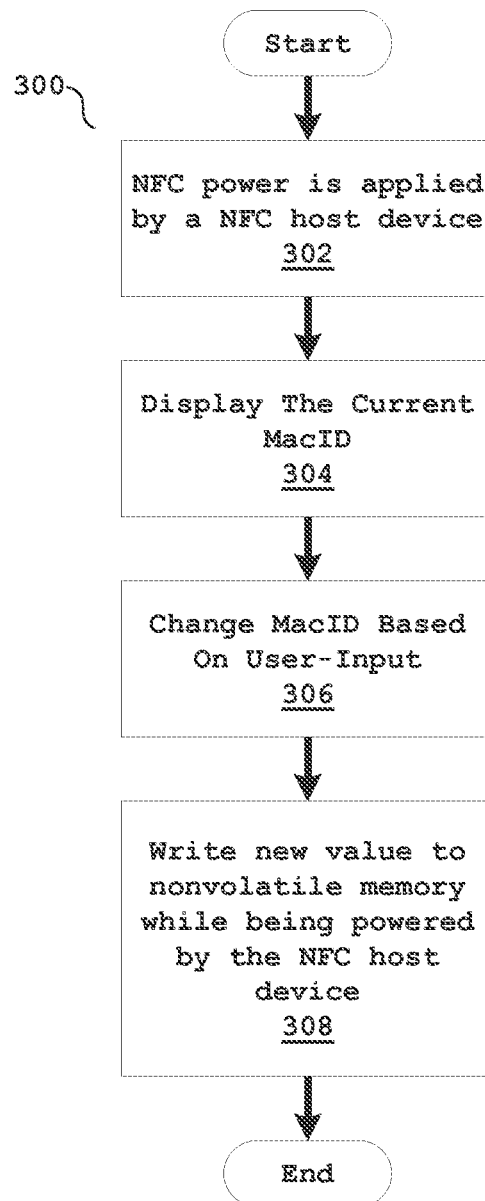 Start
300
NFC power is applied
by a NFC host device
302
Display The Current
MacID
304
Change MacID Based
On User-Input
306
Write new value to
nonvolatile memory
while being powered
by the NFC host
device
308
End